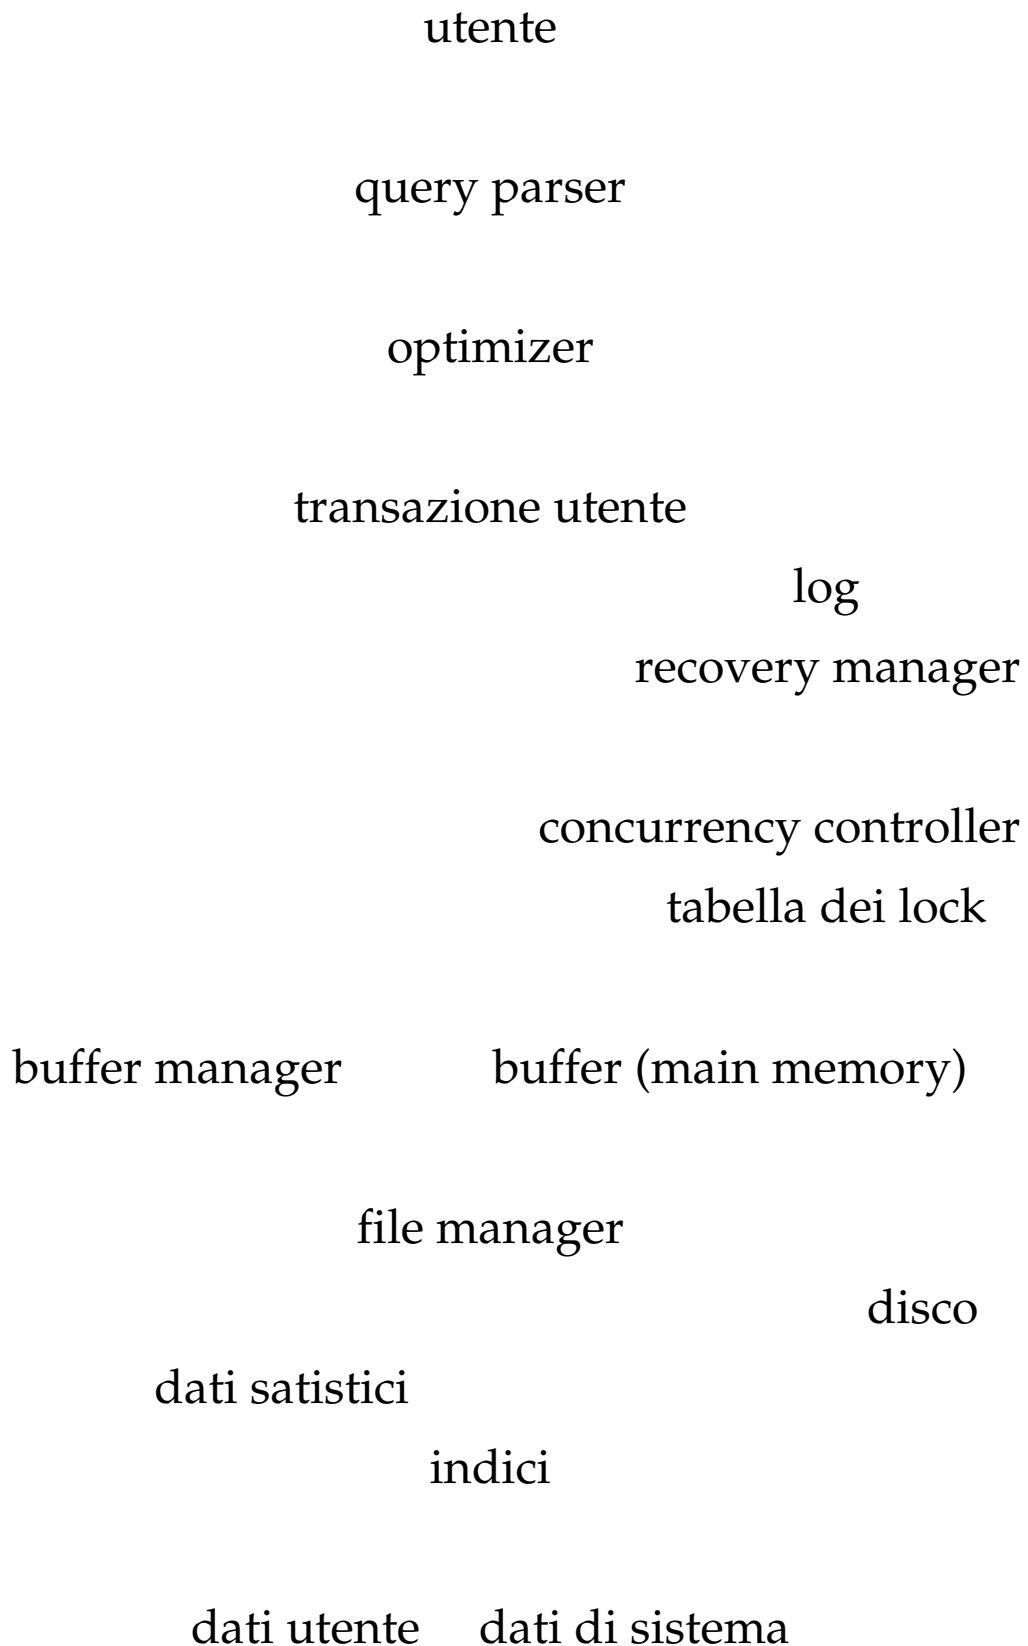 utente
query parser
optimizer
transazione utente
log
recovery manager
concurrency controller
tabella dei lock
buffer manager buffer (main memory)
file manager
disco
dati satistici
indici
dati utente dati di sistema